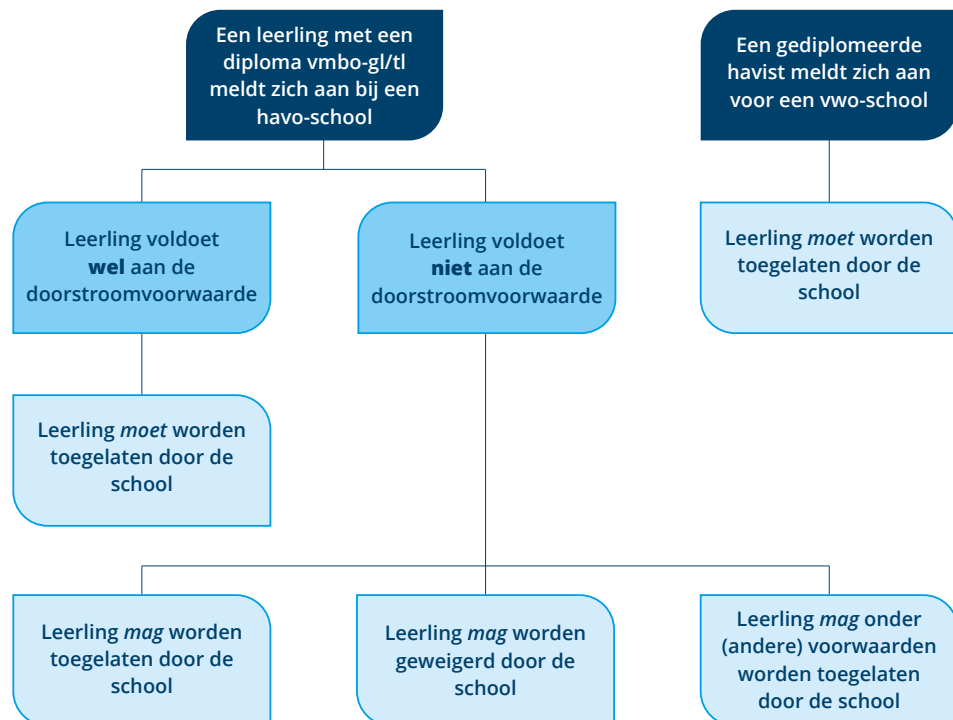 Een leerling met een
diploma vmbo-gl/tl
meldt zich aan bij een
havo-school
Een gediplomeerde
havist meldt zich aan
voor een vwo-school
Leerling voldoet
wel aan de
doorstroomvoorwaarde
Leerling voldoet
niet aan de
doorstroomvoorwaarde
Leerling moet worden
toegelaten door de
school
Leerling moet worden
toegelaten door de
school
Leerling mag worden
toegelaten door de
school
Leerling mag worden
geweigerd door de
school
Leerling mag onder
(andere) voorwaarden
worden toegelaten
door de school